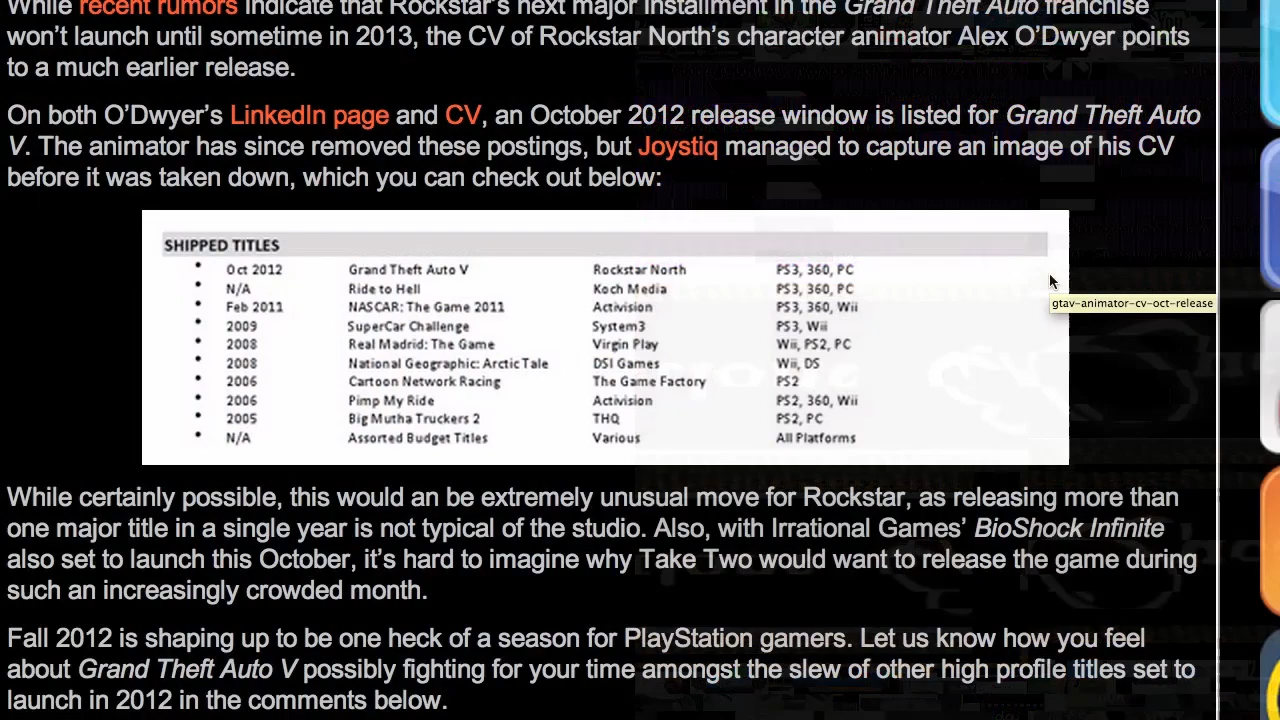 While recent rumors indicate that Rockstar's next major installment in the Grand Theft Auto franchise
won't launch until sometime in 2013, the CV of Rockstar North's character animator Alex O'Dwyer points
to a much earlier release.
On both O'Dwyer's LinkedIn page and CV, an October 2012 release window is listed for Grand Theft Auto
V. The animator has since removed these postings, but Joystiq managed to capture an image of his CV
before it was taken down, which you can check out below:
SHIPPED TITLES
• Oct 2012 Grand Theft Auto V Rockstar North PS3, 360, PC
• N/A Ride to Hell Koch Media PS3, 360, PC
• Feb 2011 NASCAR: The Game 2011 Activision PS3, 360, Wii
• 2009 SuperCar Challenge System3 PS3, Wii
• 2008 Real Madrid: The Game Virgin Play Wii, PS2, PC
• 2008 National Geographic: Arctic Tale DSI Games Wii, DS
• 2006 Cartoon Network Racing The Game Factory PS2
• 2006 Pimp My Ride Activision PS2, 360, Wii
• 2005 Big Mutha Truckers 2 THQ PS2, PC
• N/A Assorted Budget Titles Various All Platforms
gtav-animator-cv-oct-release
While certainly possible, this would an be extremely unusual move for Rockstar, as releasing more than
one major title in a single year is not typical of the studio. Also, with Irrational Games' BioShock Infinite
also set to launch this October, it's hard to imagine why Take Two would want to release the game during
such an increasingly crowded month.
Fall 2012 is shaping up to be one heck of a season for PlayStation gamers. Let us know how you feel
about Grand Theft Auto V possibly fighting for your time amongst the slew of other high profile titles set to
launch in 2012 in the comments below.